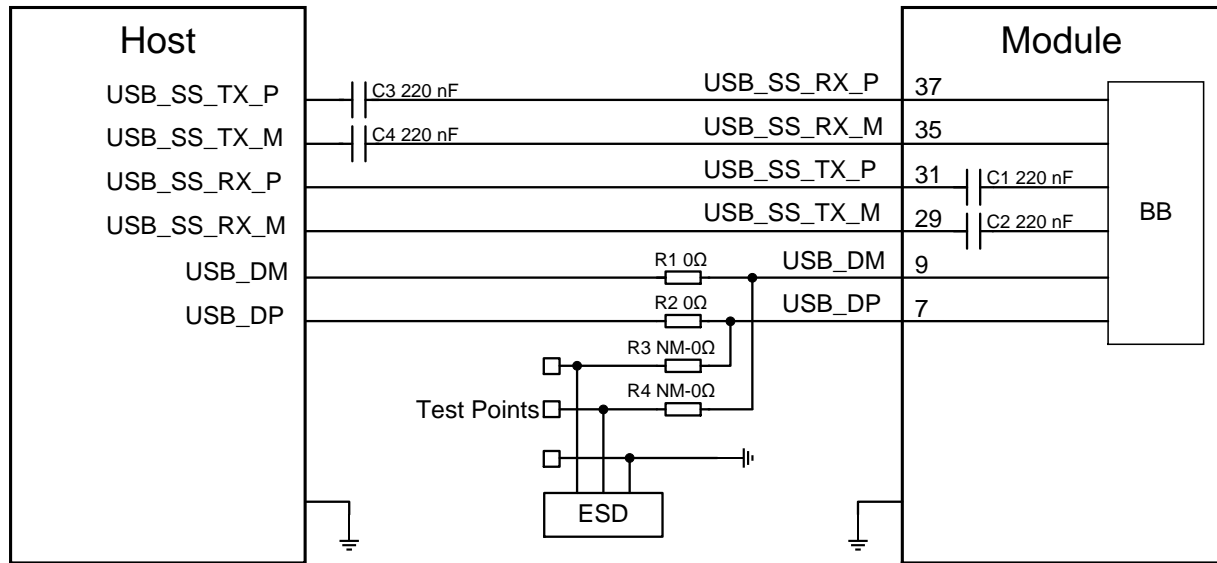 Host
Module
USB_SS_TX_P
C3 220 nF
USB_SS_RX_P
37
USB_SS_TX_M
C4 220 nF
USB_SS_RX_M
35
USB_SS_RX_P
USB_SS_TX_P
31
C1 220 nF
USB_SS_RX_M
USB_SS_TX_M
29
C2 220 nF
BB
USB_DM
R1 0Ω
USB_DM
9
USB_DP
R2 0Ω
USB_DP
7
R3 NM-0Ω
R4 NM-0Ω
Test Points
ESD